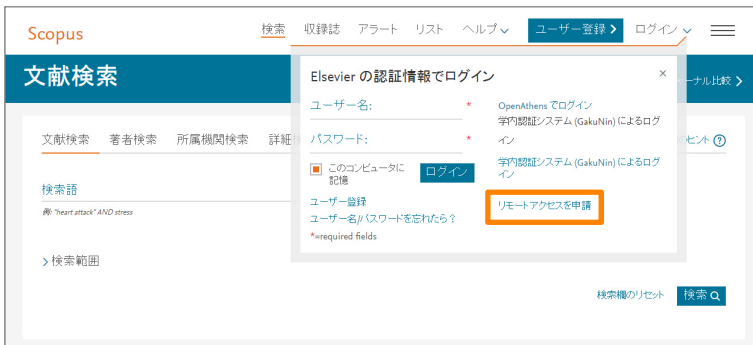 Scopus
検索 収録誌 アラート リスト ヘルプ ユーザー登録 ログイン
文献検索
ーナル比較
Elsevier の認証情報でログイン ×
ユーザー名: *
パスワード: *
このコンピュータに
記憶
ログイン
ユーザー登録
ユーザー名/パスワードを忘れたら?
*=required fields
OpenAthens でログイン
学内認証システム (GakuNin) によるログ
イン
学内認証システム (GakuNin) によるログ
イン
リモートアクセスを申請
文献検索 著者検索 所属機関検索 詳細
のヒント
検索語
例: "heart attack" AND stress
検索範囲
検索欄のリセット 検索